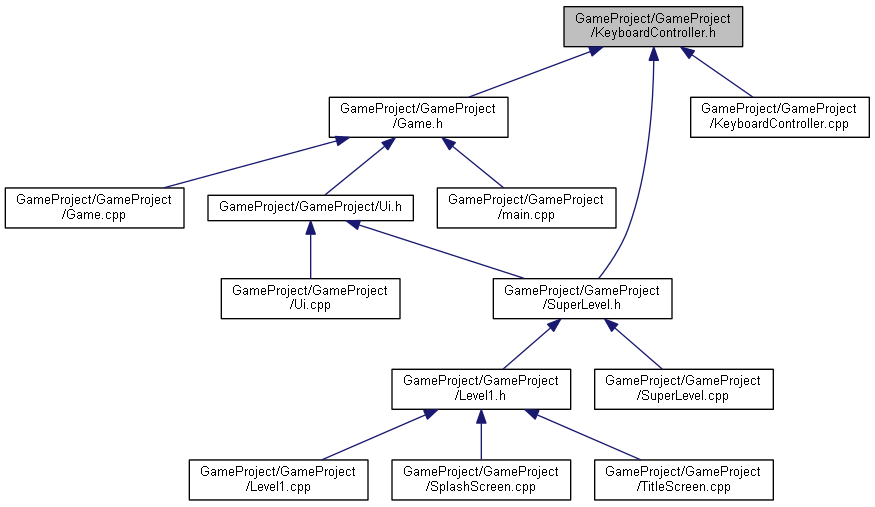 GameProject/GameProject
/KeyboardController.h
GameProject/GameProject
/Game.h
GameProject/GameProject
/KeyboardController.cpp
GameProject/GameProject
/Game.cpp
GameProject/GameProject/Ui.h
GameProject/GameProject
/main.cpp
GameProject/GameProject
/Ui.cpp
GameProject/GameProject
/SuperLevel.h
GameProject/GameProject
/Level1.h
GameProject/GameProject
/SuperLevel.cpp
GameProject/GameProject
/Level1.cpp
GameProject/GameProject
/SplashScreen.cpp
GameProject/GameProject
/TitleScreen.cpp